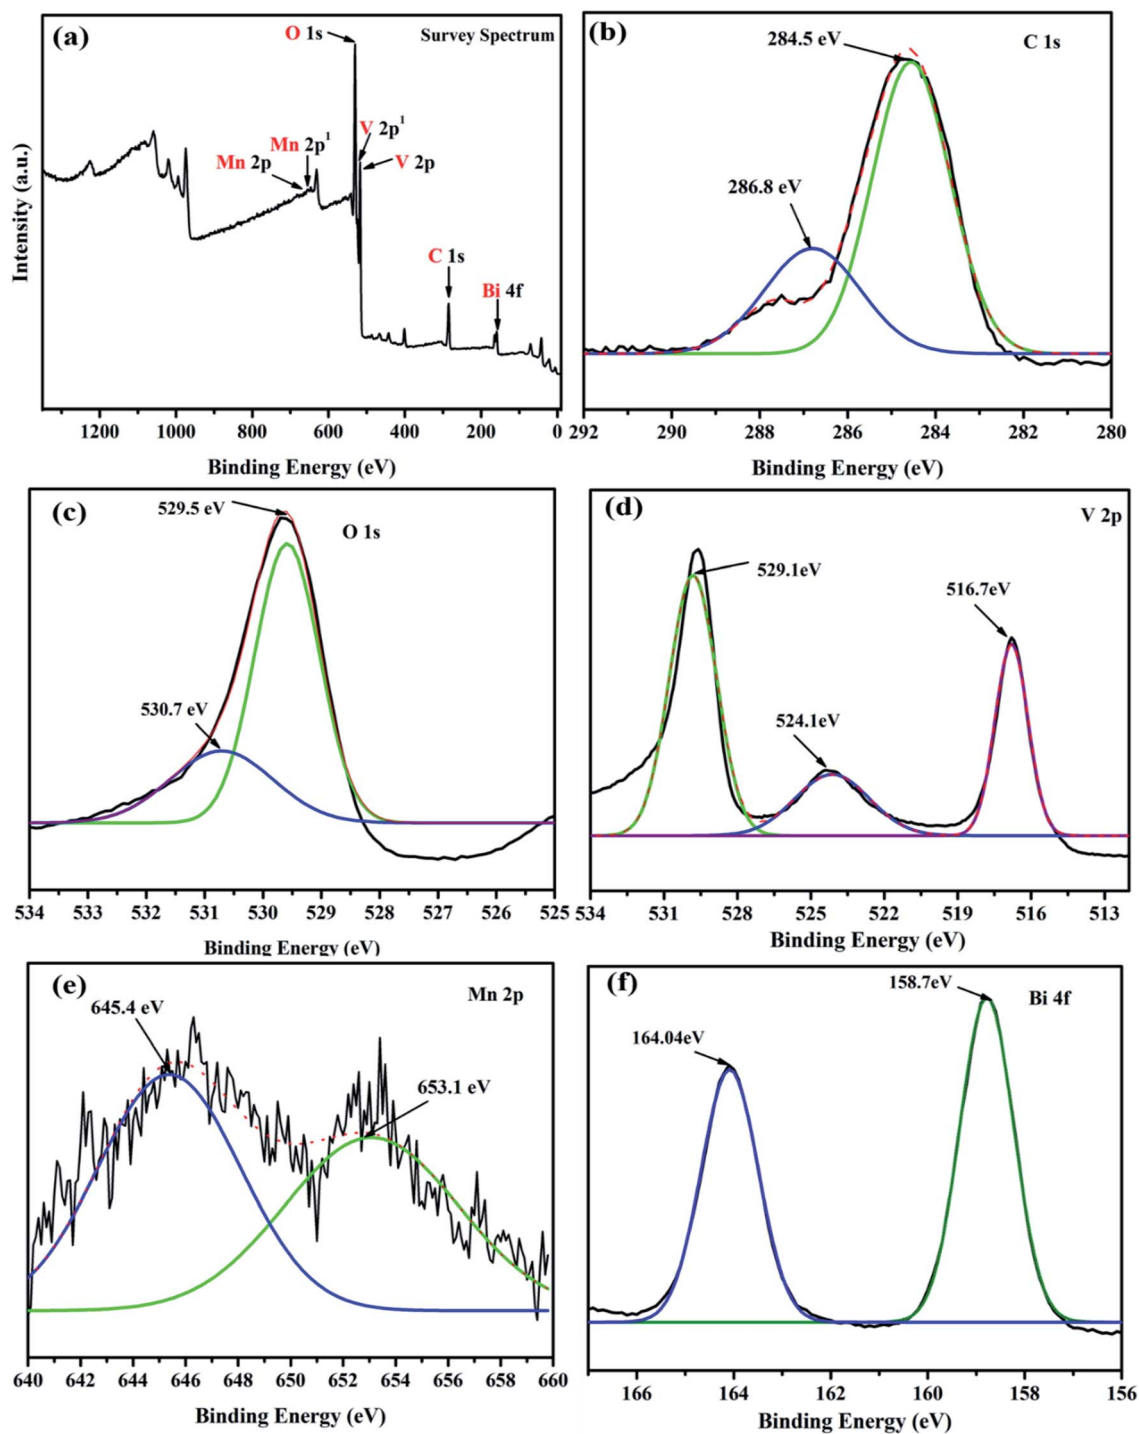 (a)
Survey Spectrum
O 1s
V 2p¹
Mn 2p¹
Mn 2p
V 2p
C 1s
Bi 4f
Intensity (a.u.)
1200 1000 800 600 400 200 0
Binding Energy (eV)
(b)
C 1s
284.5 eV
286.8 eV
292 290 288 286 284 282 280
Binding Energy (eV)
(c)
O 1s
529.5 eV
530.7 eV
534 533 532 531 530 529 528 527 526 525
Binding Energy (eV)
(d)
V 2p
529.1eV
516.7eV
524.1eV
534 531 528 525 522 519 516 513
Binding Energy (eV)
(e)
Mn 2p
645.4 eV
653.1 eV
640 642 644 646 648 650 652 654 656 658 660
Binding Energy (eV)
(f)
Bi 4f
158.7eV
164.04eV
166 164 162 160 158 156
Binding Energy (eV)